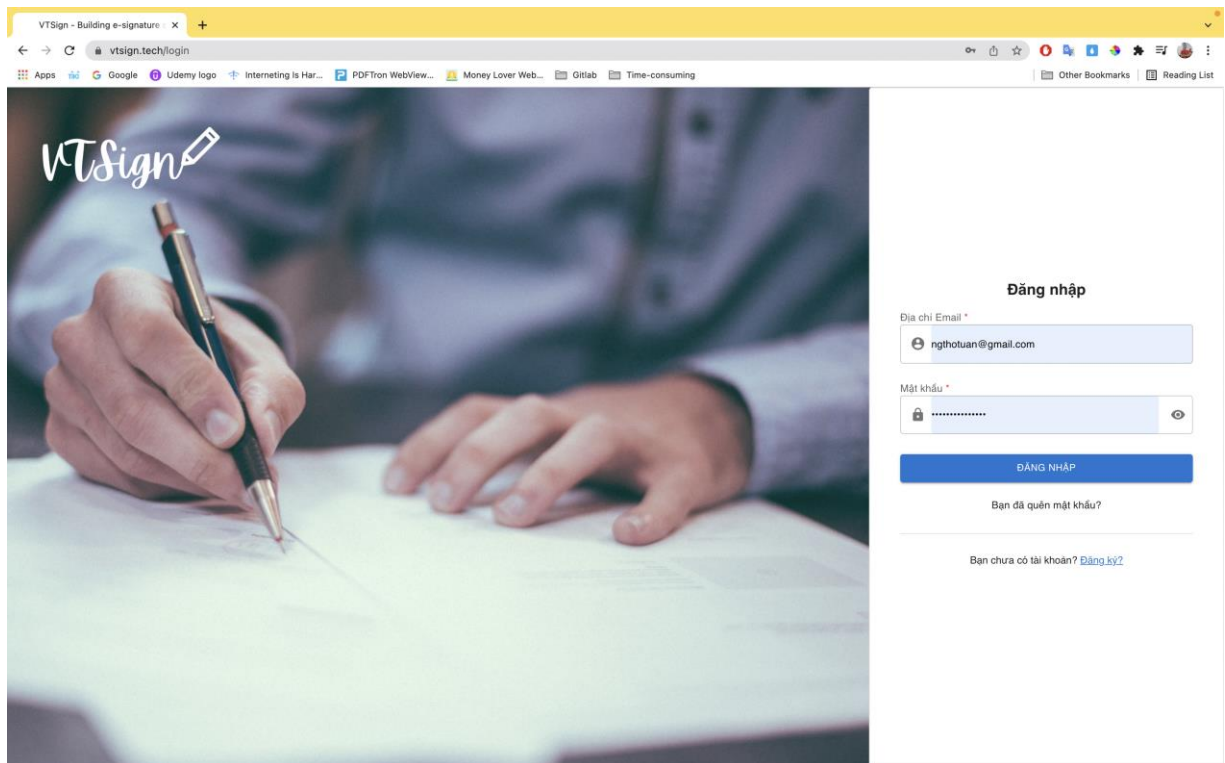 VTSign - Building e-signature
vtsign.tech/login
Apps Google Udemy logo Interneting Is Har... PDFTron WebView... Money Lover Web... Gitlab Time-consuming Other Bookmarks Reading List
VTSign
Đăng nhập
Địa chỉ Email *
ngthotuan@gmail.com
Mật khẩu *
•••••••••••••••
ĐĂNG NHẬP
Bạn đã quên mật khẩu?
Bạn chưa có tài khoản? Đăng ký?